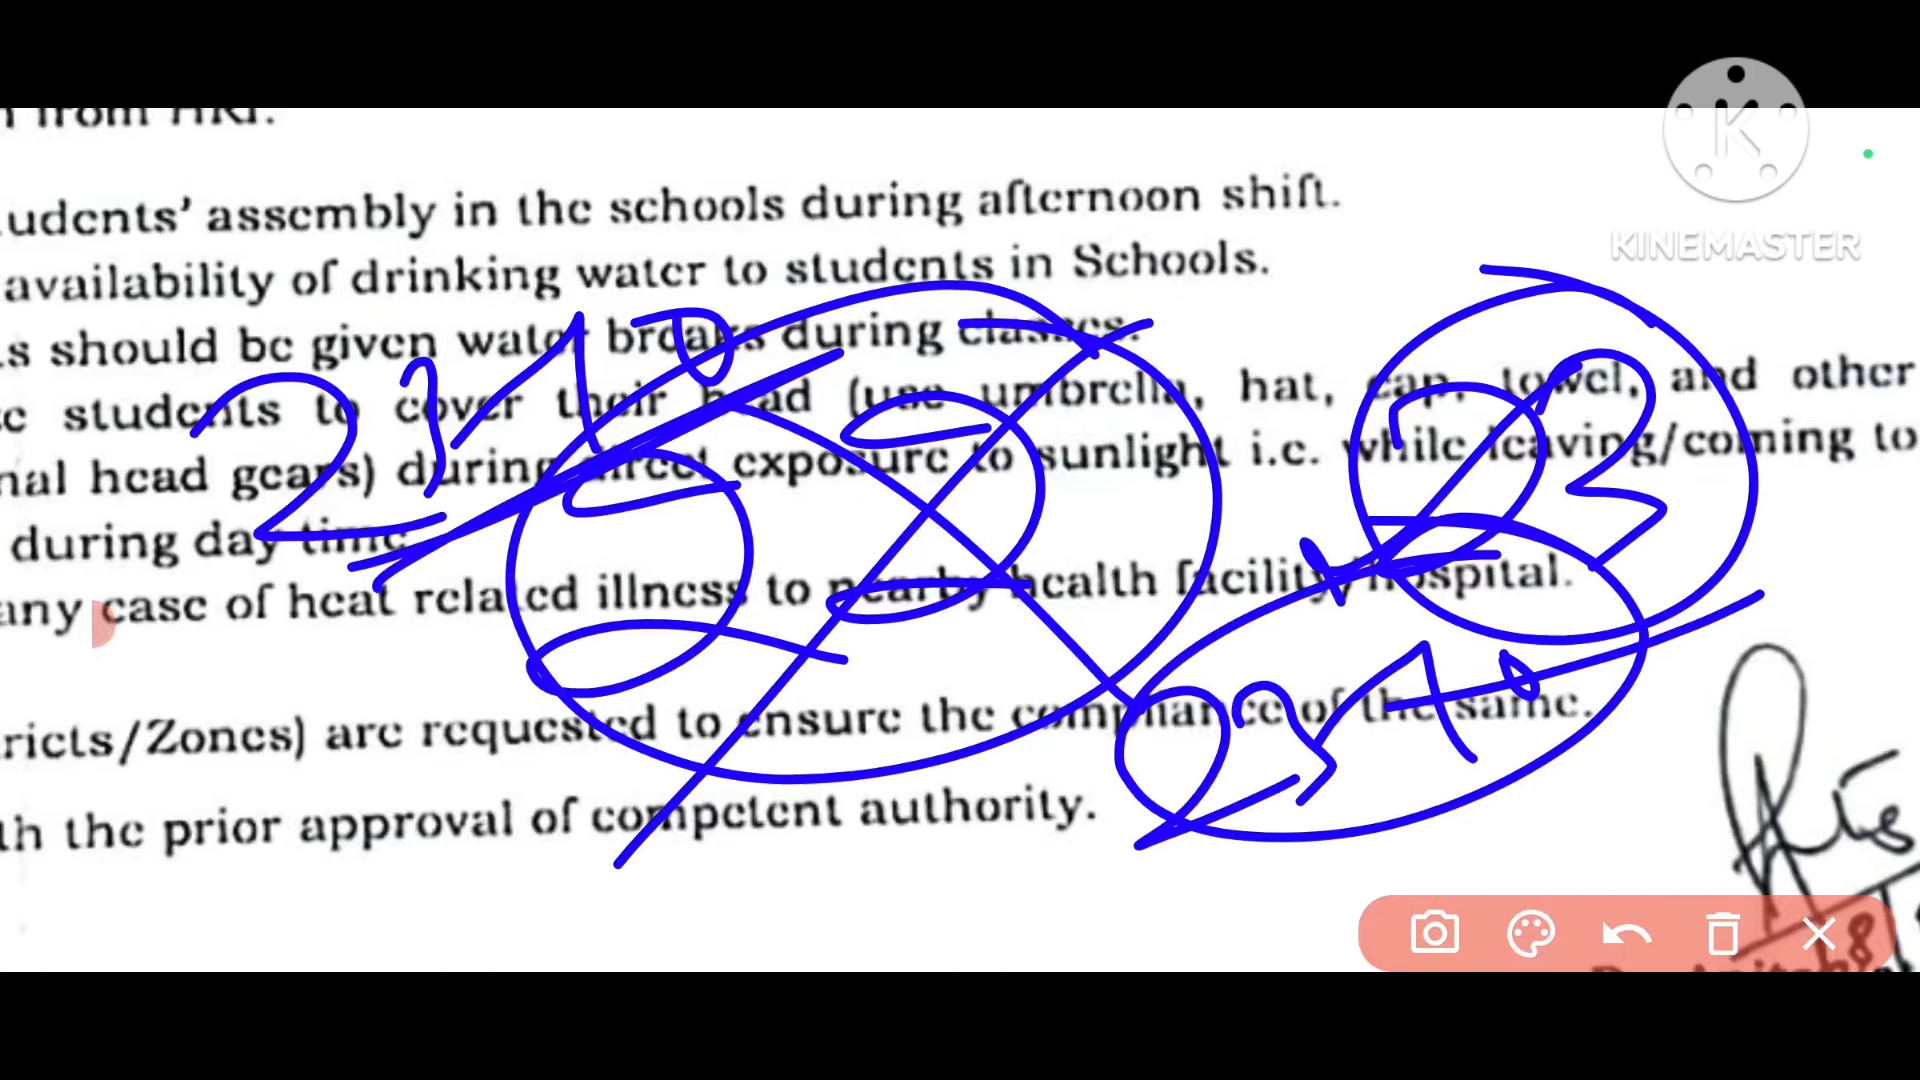 from HRI.
KINEMASTER
udents' assembly in the schools during afternoon shift.
availability of drinking water to students in Schools.
should be given water breaks during classes.
students to cover their head (use umbrella, hat, cap, towel, and other
nal head gears) during direct exposure to sunlight i.e. while leaving/coming to
during day time
any case of heat related illness to nearby health facility/hospital.
ricts/Zones) are requested to ensure the compliance of the same.
th the prior approval of competent authority.